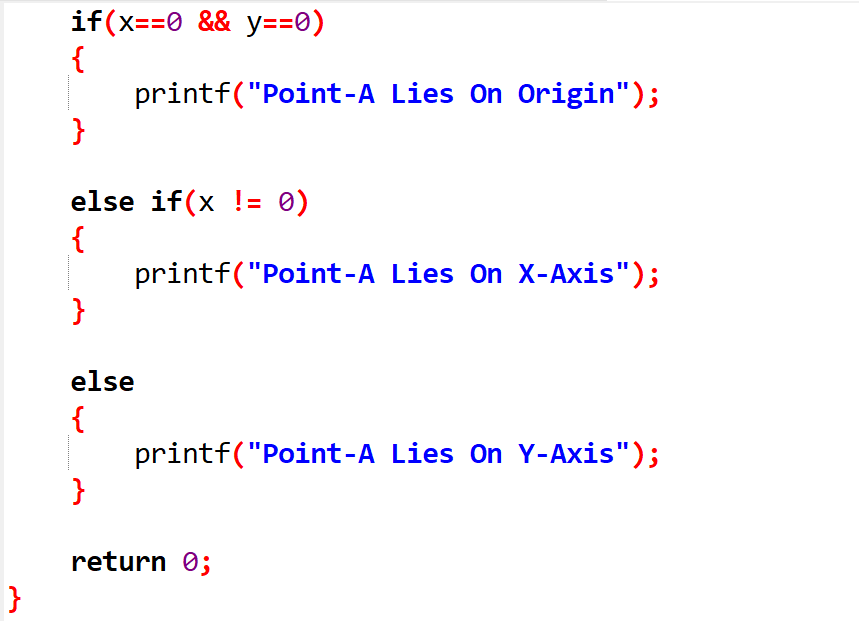 if(x==0 && y==0)
{
printf("Point-A Lies On Origin");
}
else if(x != 0)
{
printf("Point-A Lies On X-Axis");
}
else
{
printf("Point-A Lies On Y-Axis");
}
return 0;
}